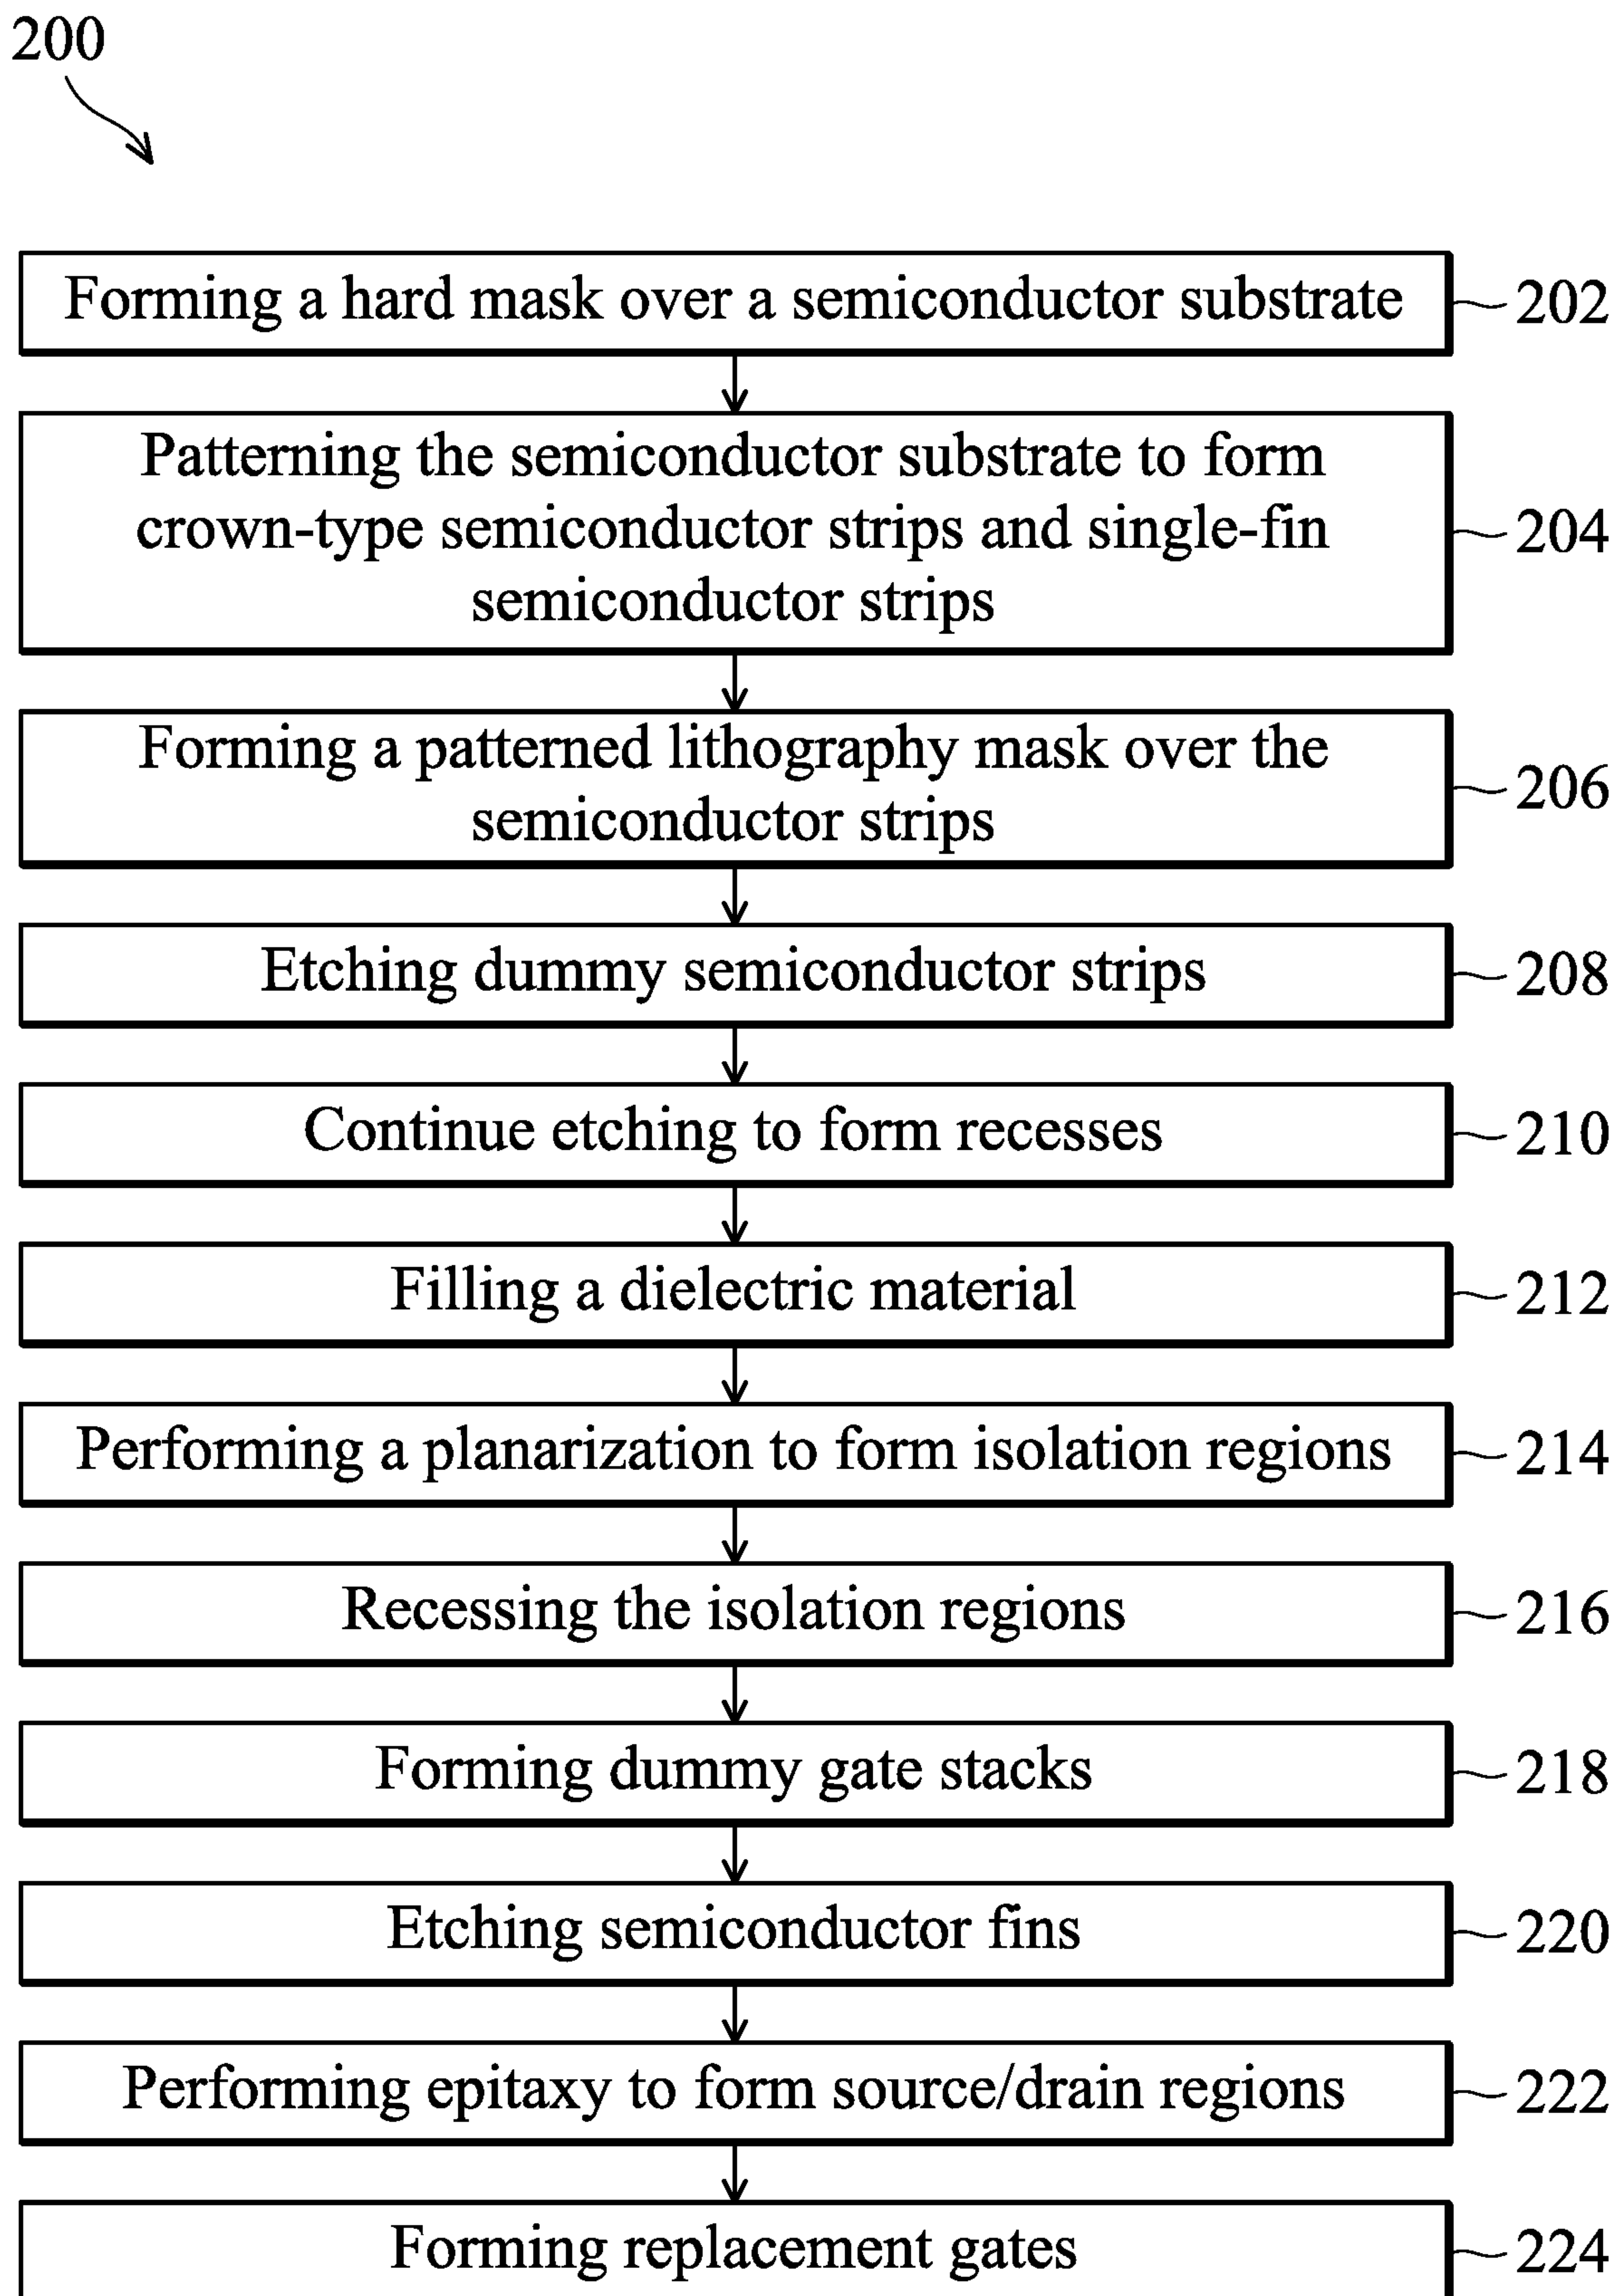 200
Forming a hard mask over a semiconductor substrate
202
Patterning the semiconductor substrate to form
crown-type semiconductor strips and single-fin
semiconductor strips
204
Forming a patterned lithography mask over the
semiconductor strips
206
Etching dummy semiconductor strips
208
Continue etching to form recesses
210
Filling a dielectric material
212
Performing a planarization to form isolation regions
214
Recessing the isolation regions
216
Forming dummy gate stacks
218
Etching semiconductor fins
220
Performing epitaxy to form source/drain regions
222
Forming replacement gates
224